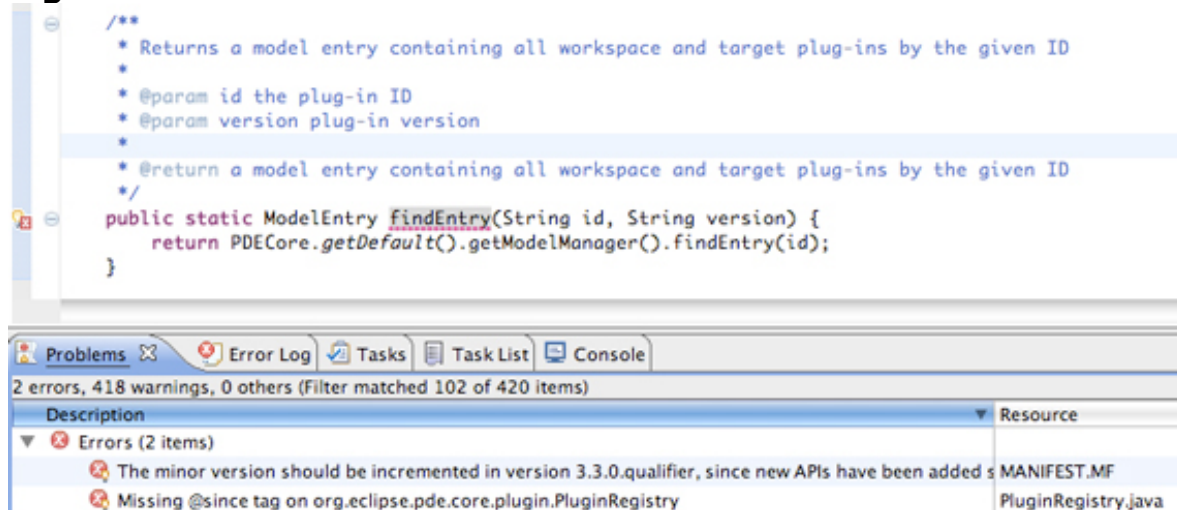 /**
* Returns a model entry containing all workspace and target plug-ins by the given ID
*
* @param id the plug-in ID
* @param version plug-in version
*
* @return a model entry containing all workspace and target plug-ins by the given ID
*/
public static ModelEntry findEntry(String id, String version) {
return PDECore.getDefault().getModelManager().findEntry(id);
}
Problems Error Log Tasks Task List Console
2 errors, 418 warnings, 0 others (Filter matched 102 of 420 items)
Description Resource
Errors (2 items)
The minor version should be incremented in version 3.3.0.qualifier, since new APIs have been added s MANIFEST.MF
Missing @since tag on org.eclipse.pde.core.plugin.PluginRegistry PluginRegistry.java